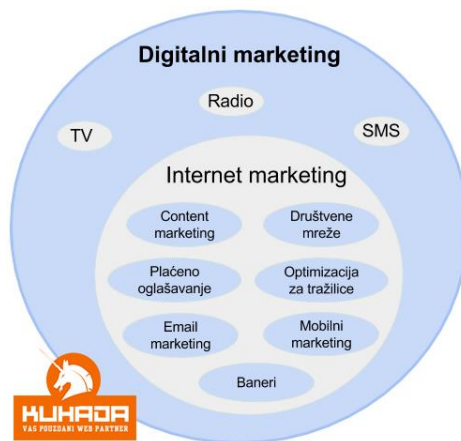 Digitalni marketing
Radio
TV
SMS
Internet marketing
Content
marketing
Društvene
mreže
Plaćeno
oglašavanje
Optimizacija
za tražilice
Email
marketing
Mobilni
marketing
Baneri
KUHADA
VAŠ POUZDANI WEB PARTNER